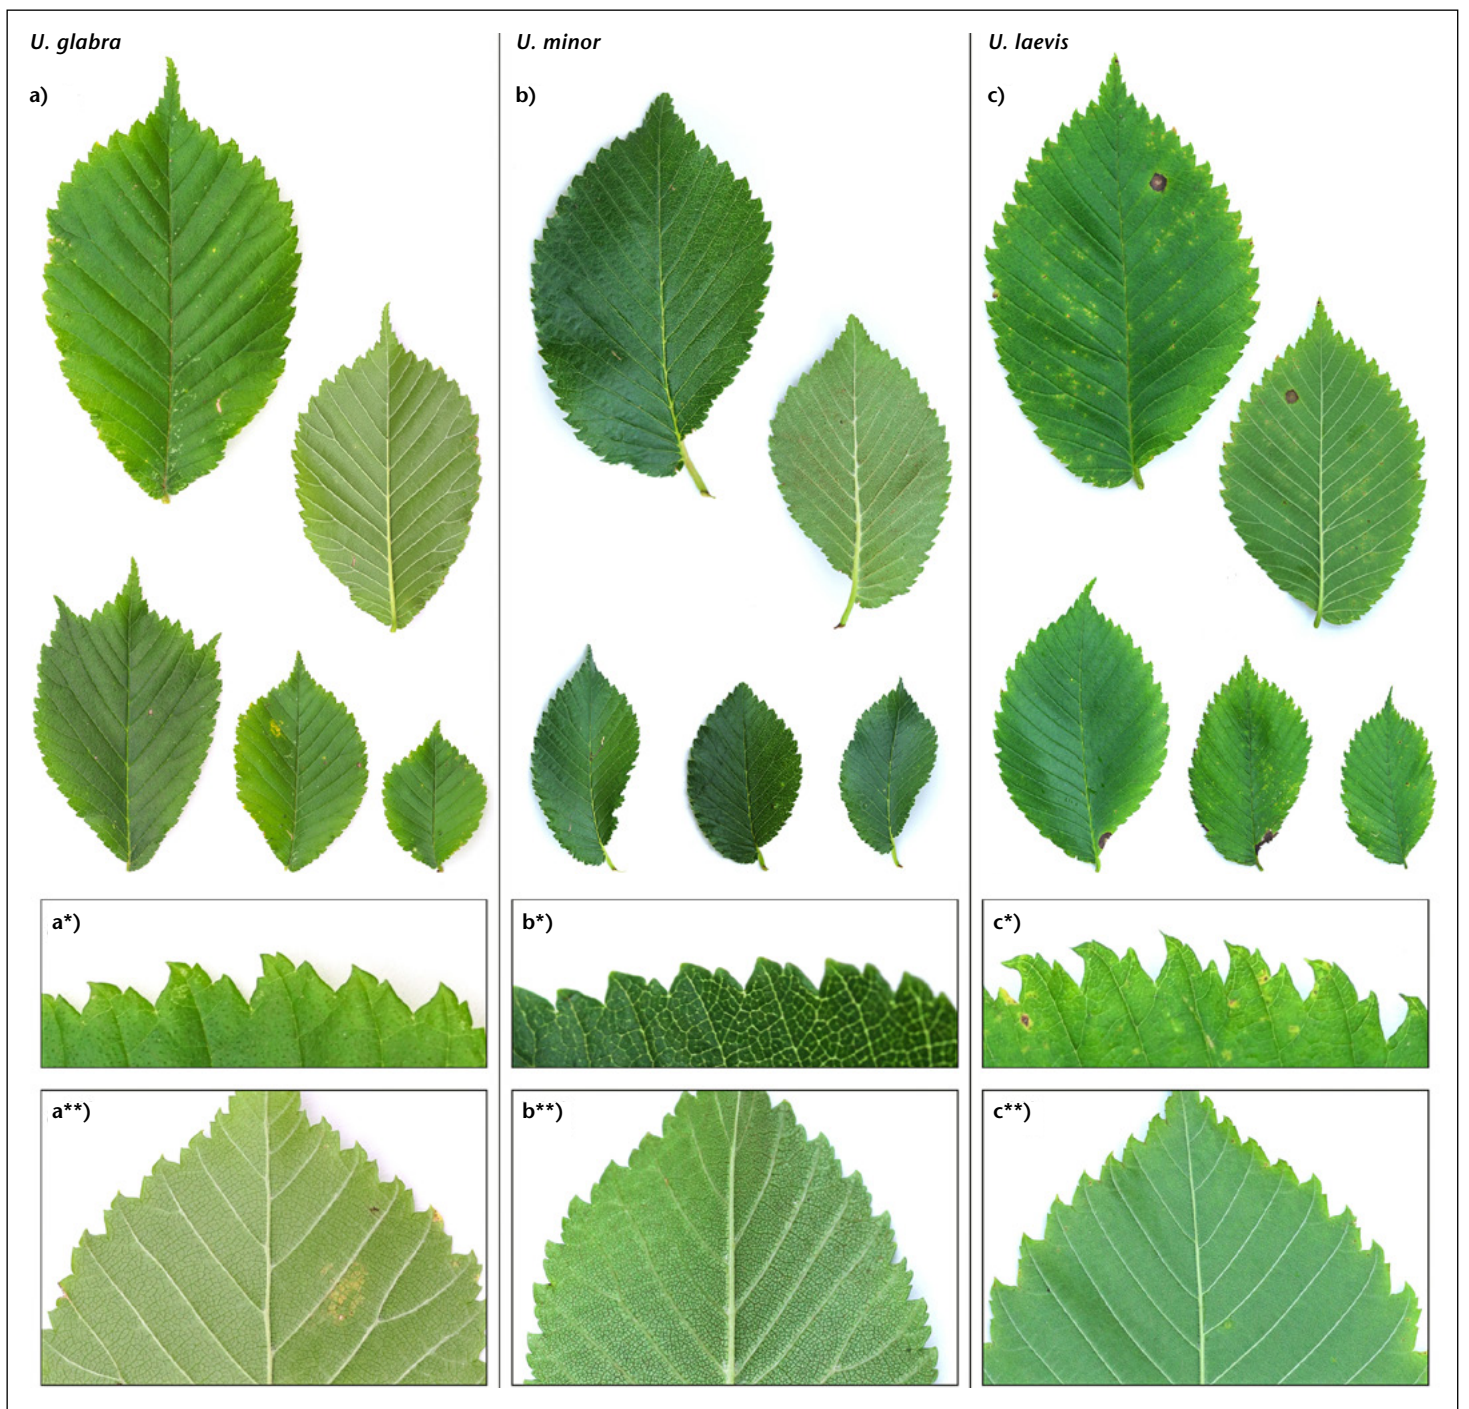 U. glabra
U. minor
U. laevis
a)
b)
c)
a*)
b*)
c*)
a**)
b**)
c**)